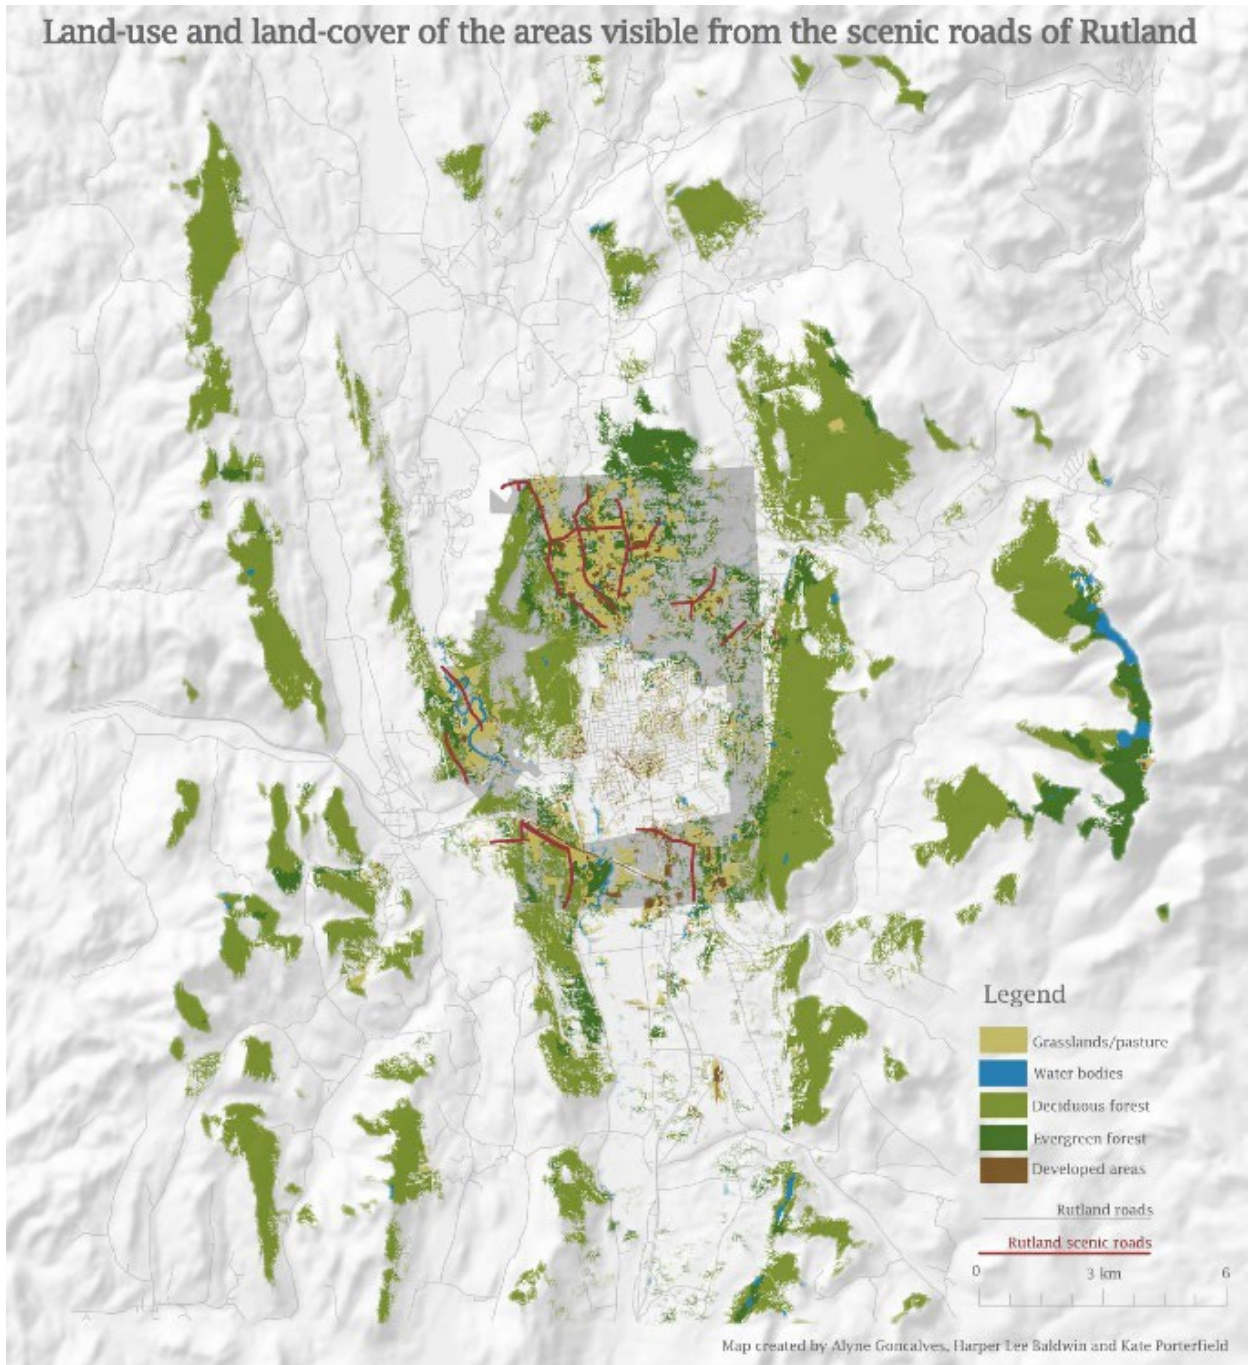 Land-use and land-cover of the areas visible from the scenic roads of Rutland
Legend
Grasslands/pasture
Water bodies
Deciduous forest
Evergreen forest
Developed areas
Rutland roads
Rutland scenic roads
0 3 km 6
Map created by Alyne Goncalves, Harper Lee Baldwin and Kate Porterfield